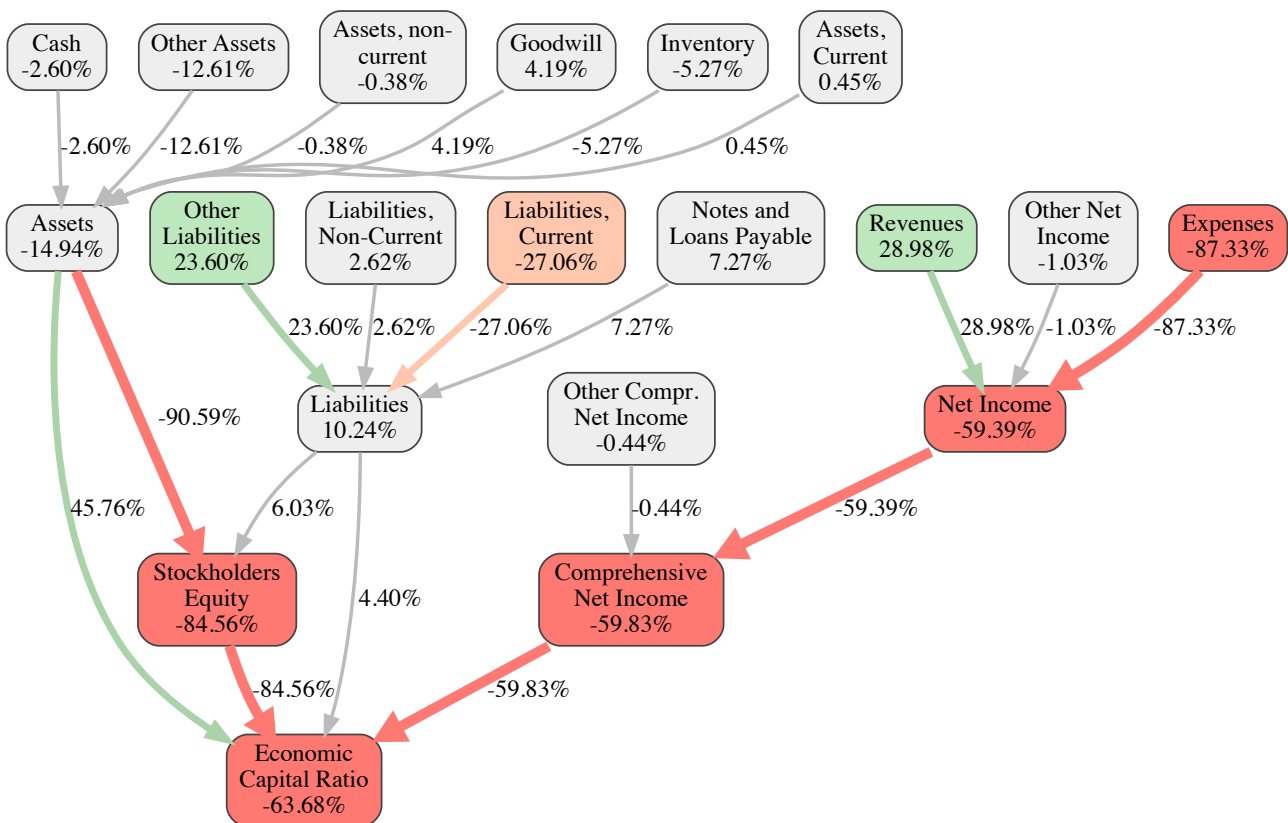 Cash
-2.60%
Other Assets
-12.61%
Assets, non-
current
-0.38%
Goodwill
4.19%
Inventory
-5.27%
Assets,
Current
0.45%
-2.60%
-12.61%
-0.38%
4.19%
-5.27%
0.45%
Assets
-14.94%
Other
Liabilities
23.60%
Liabilities,
Non-Current
2.62%
Liabilities,
Current
-27.06%
Notes and
Loans Payable
7.27%
Revenues
28.98%
Other Net
Income
-1.03%
Expenses
-87.33%
23.60%
2.62%
-27.06%
7.27%
28.98%
-1.03%
-87.33%
-90.59%
Liabilities
10.24%
Other Compr.
Net Income
-0.44%
Net Income
-59.39%
45.76%
6.03%
-0.44%
-59.39%
Stockholders
Equity
-84.56%
4.40%
Comprehensive
Net Income
-59.83%
-84.56%
-59.83%
Economic
Capital Ratio
-63.68%